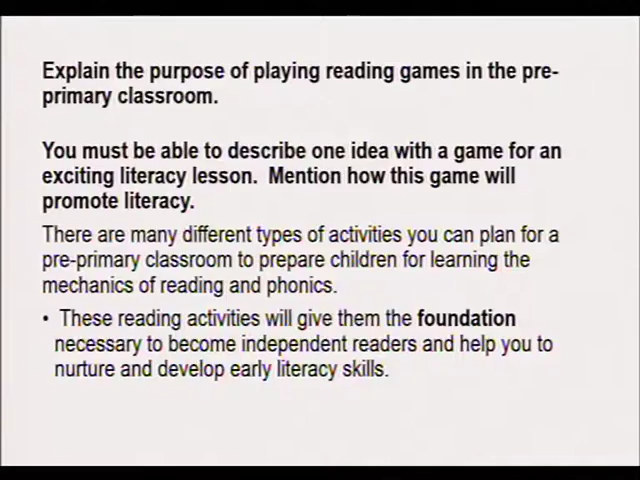 Explain the purpose of playing reading games in the pre-
primary classroom.
You must be able to describe one idea with a game for an
exciting literacy lesson.  Mention how this game will
promote literacy.
There are many different types of activities you can plan for a
pre-primary classroom to prepare children for learning the
mechanics of reading and phonics.
• These reading activities will give them the foundation
necessary to become independent readers and help you to
nurture and develop early literacy skills.